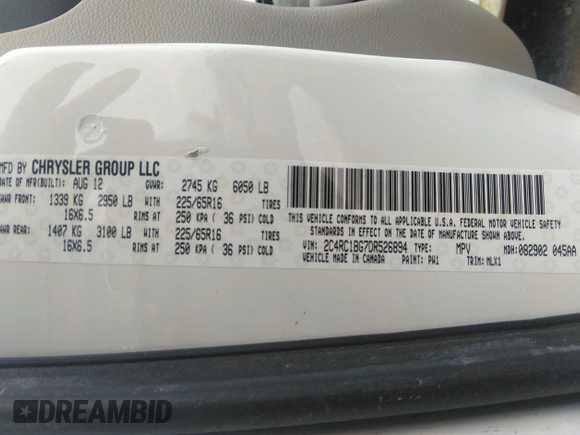 MFD BY CHRYSLER GROUP LLC
DATE OF MFR(BUILT): AUG 12 GVWR: 2745 KG 6050 LB
GAWR FRONT: 1339 KG 2950 LB WITH 225/65R16 TIRES
16X6.5 RIMS AT 250 KPA ( 36 PSI) COLD
GAWR REAR: 1407 KG 3100 LB WITH 225/65R16 TIRES
16X6.5 RIMS AT 250 KPA ( 36 PSI) COLD
THIS VEHICLE CONFORMS TO ALL APPLICABLE U.S.A. FEDERAL MOTOR VEHICLE SAFETY
STANDARDS IN EFFECT ON THE DATE OF MANUFACTURE SHOWN ABOVE.
VIN: 2C4RC1BG7DR526894 TYPE: MPV MDH: 082902 045AA
VEHICLE MADE IN CANADA PAINT: PW1 TRIM: MLX1
DREAMBID